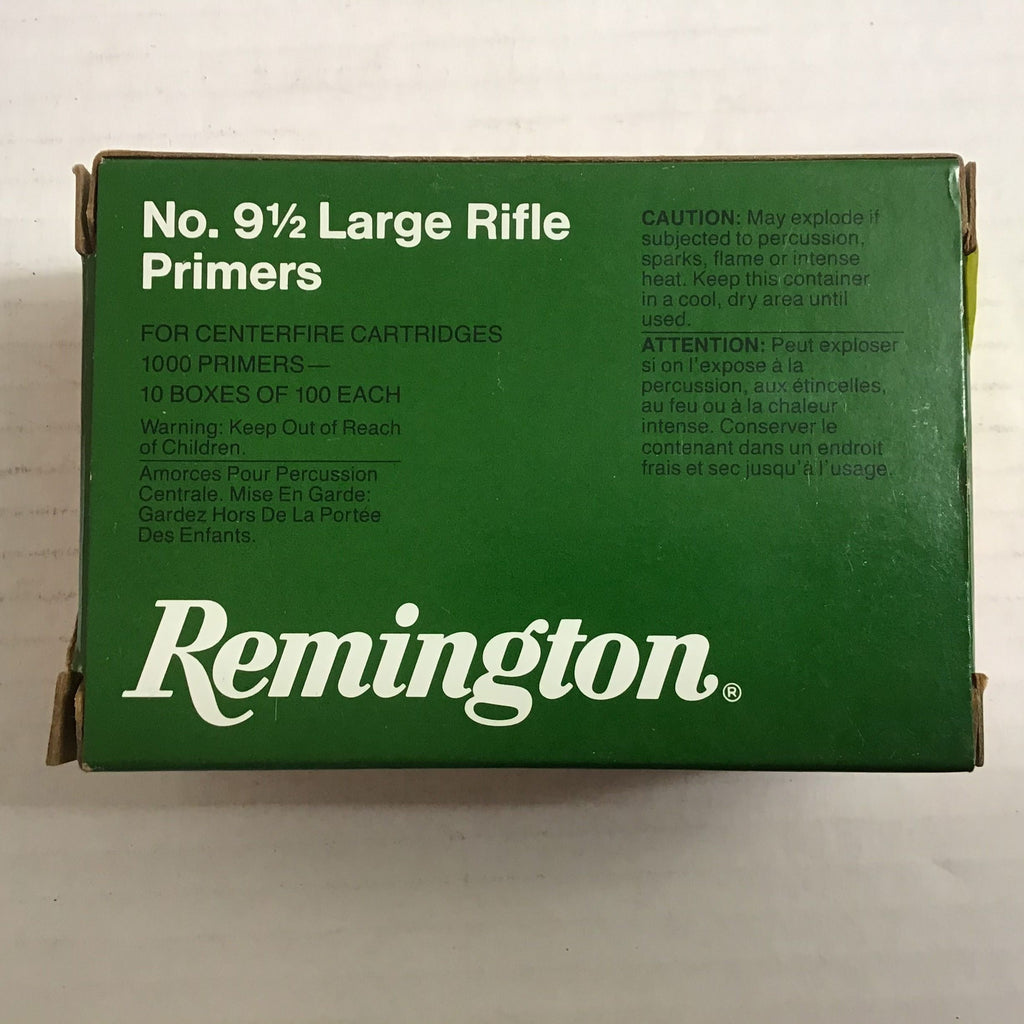 No. 9½ Large Rifle
Primers
FOR CENTERFIRE CARTRIDGES
1000 PRIMERS—
10 BOXES OF 100 EACH
Warning: Keep Out of Reach
of Children.
Amorces Pour Percussion
Centrale. Mise En Garde:
Gardez Hors De La Portée
Des Enfants.
CAUTION: May explode if
subjected to percussion,
sparks, flame or intense
heat. Keep this container
in a cool, dry area until
used.
ATTENTION: Peut exploser
si on l'expose à la
percussion, aux étincelles,
au feu ou à la chaleur
intense. Conserver le
contenant dans un endroit
frais et sec jusqu'à l'usage.
Remington®